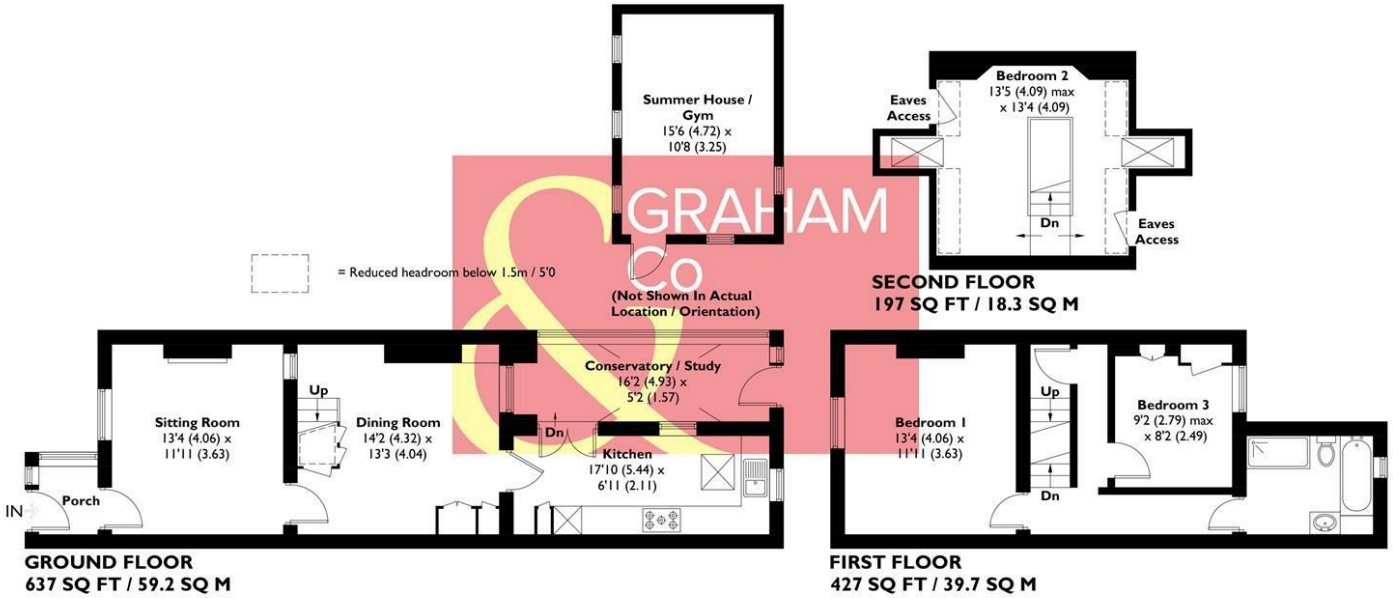 Summer House /
Gym
15'6 (4.72) x
10'8 (3.25)
Bedroom 2
13'5 (4.09) max
x 13'4 (4.09)
Eaves
Access
Dn
Eaves
Access
SECOND FLOOR
197 SQ FT / 18.3 SQ M
GRAHAM
&
Co
= Reduced headroom below 1.5m / 5'0
(Not Shown In Actual
Location / Orientation)
Conservatory / Study
16'2 (4.93) x
5'2 (1.57)
Dn
Up
Sitting Room
13'4 (4.06) x
11'11 (3.63)
Dining Room
14'2 (4.32) x
13'3 (4.04)
Kitchen
17'10 (5.44) x
6'11 (2.11)
Porch
IN
GROUND FLOOR
637 SQ FT / 59.2 SQ M
Bedroom 1
13'4 (4.06) x
11'11 (3.63)
Up
Dn
Bedroom 3
9'2 (2.79) max
x 8'2 (2.49)
FIRST FLOOR
427 SQ FT / 39.7 SQ M